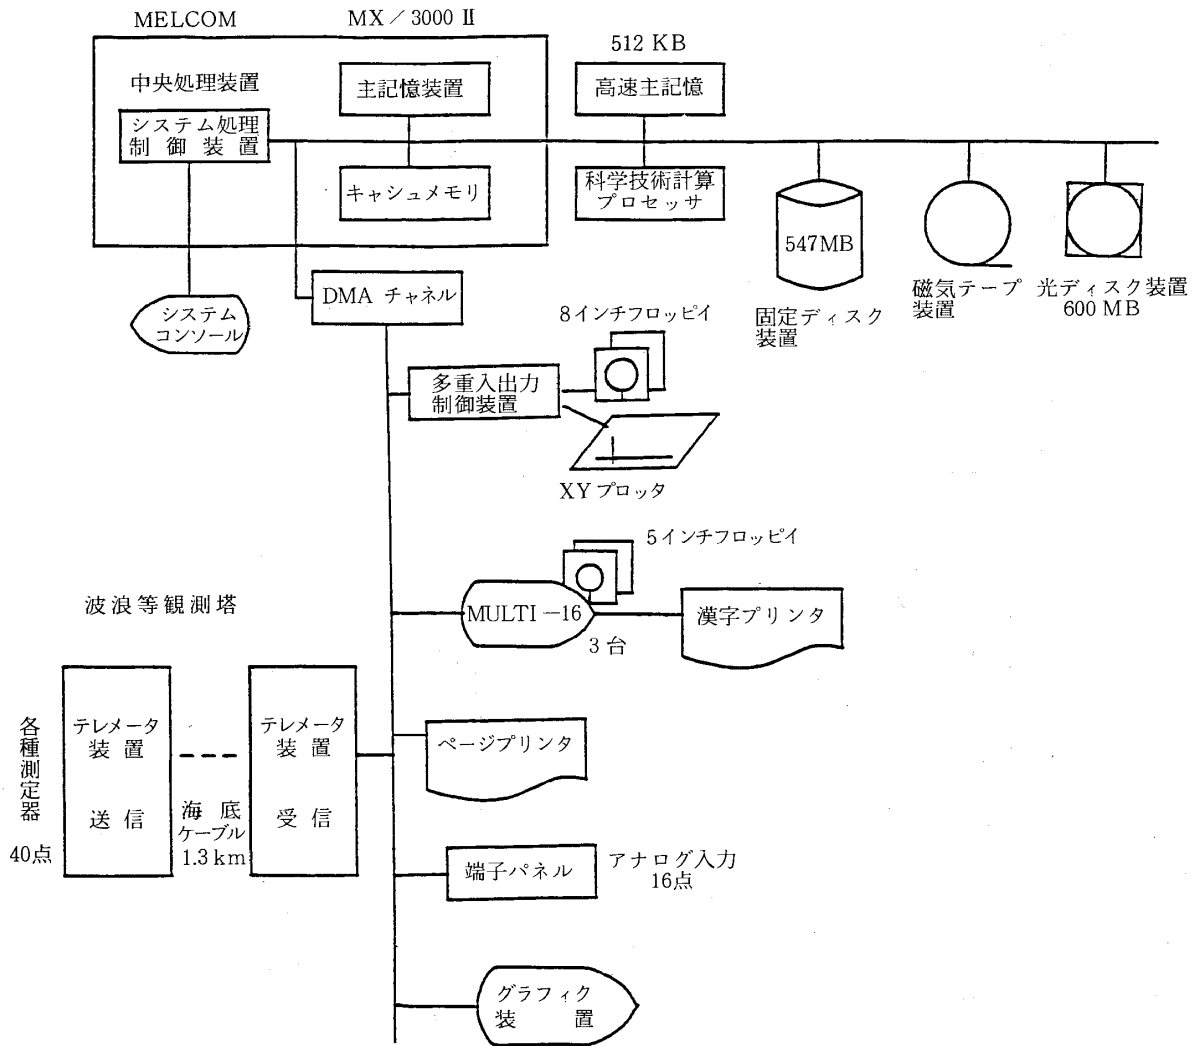 MELCOM MX／3000 Ⅱ
512 KB
中央処理装置
主記憶装置
高速主記憶
システム処理
制御装置
キャシュメモリ
科学技術計算
プロセッサ
547MB
磁気テープ
装置
光ディスク装置
600 MB
固定ディスク
装置
システム
コンソール
DMA チャネル
8インチフロッピイ
多重入出力
制御装置
XYプロッタ
5インチフロッピイ
MULTI－16
3台
漢字プリンタ
波浪等観測塔
各種測定器
40点
テレメータ
装置
送信
海底
ケーブル
1.3 km
テレメータ
装置
受信
ページプリンタ
端子パネル
アナログ入力
16点
グラフィク
装置